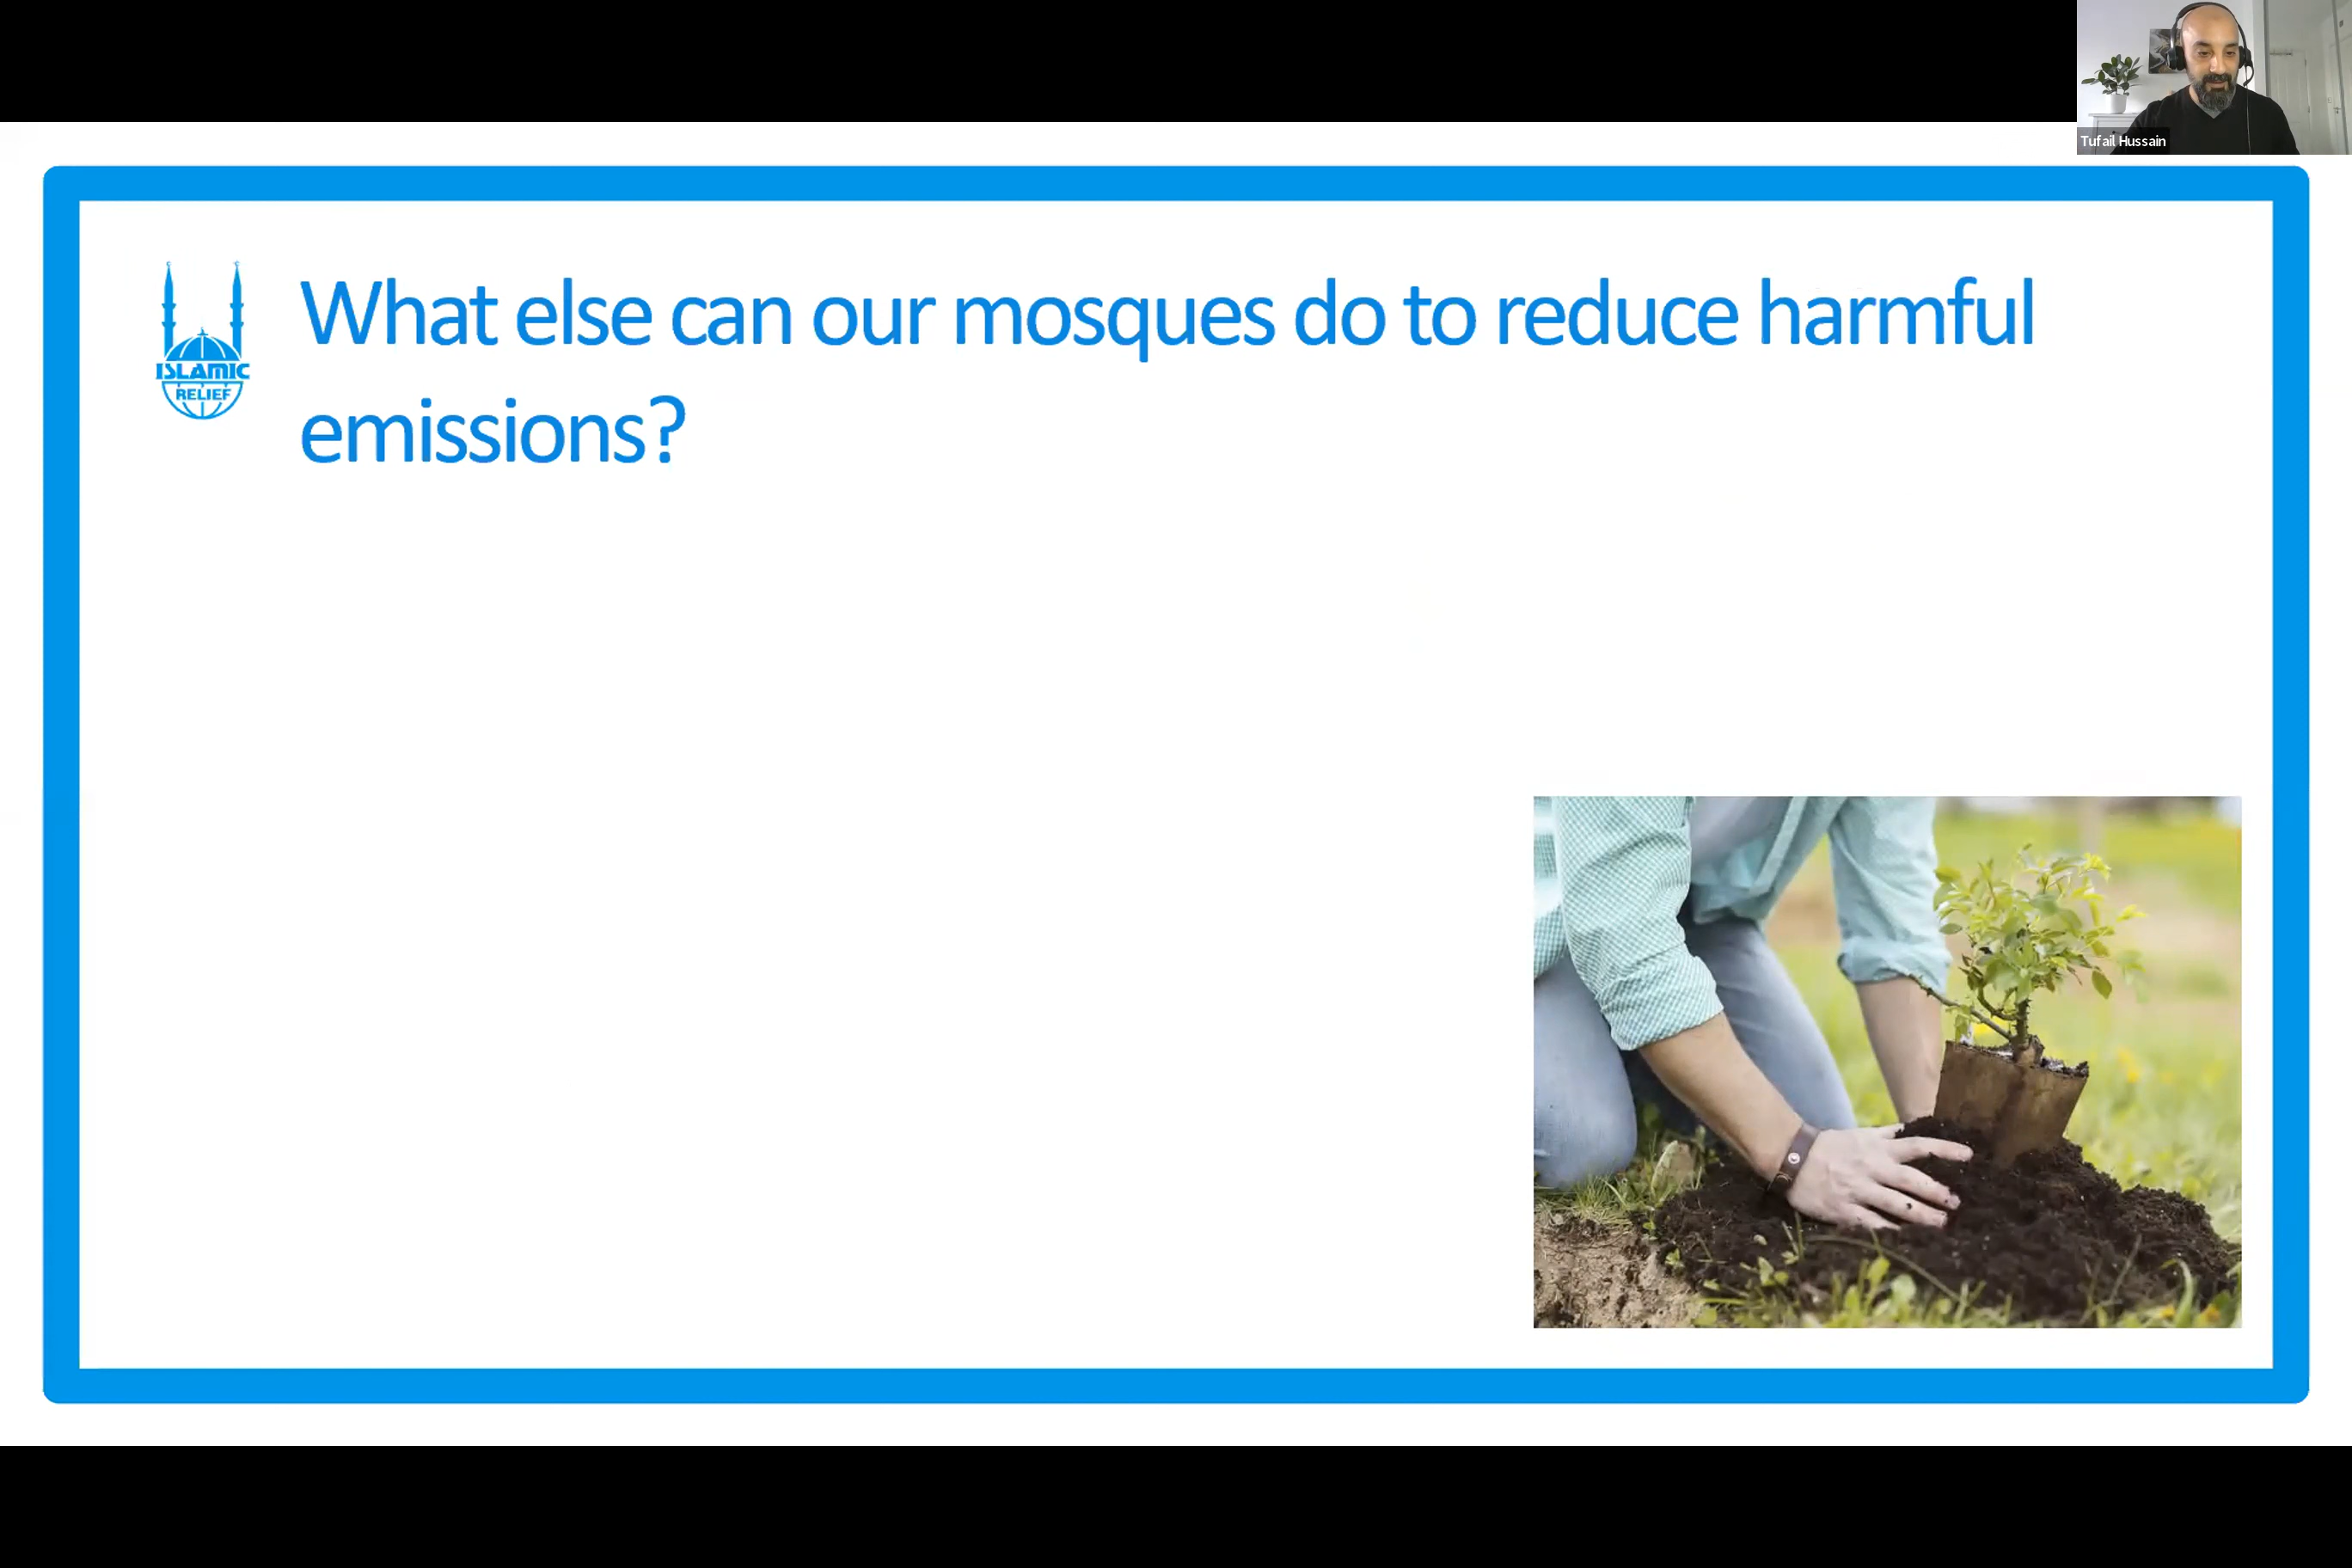 Tufail Hussain
ISLAMIC
RELIEF
What else can our mosques do to reduce harmful
emissions?